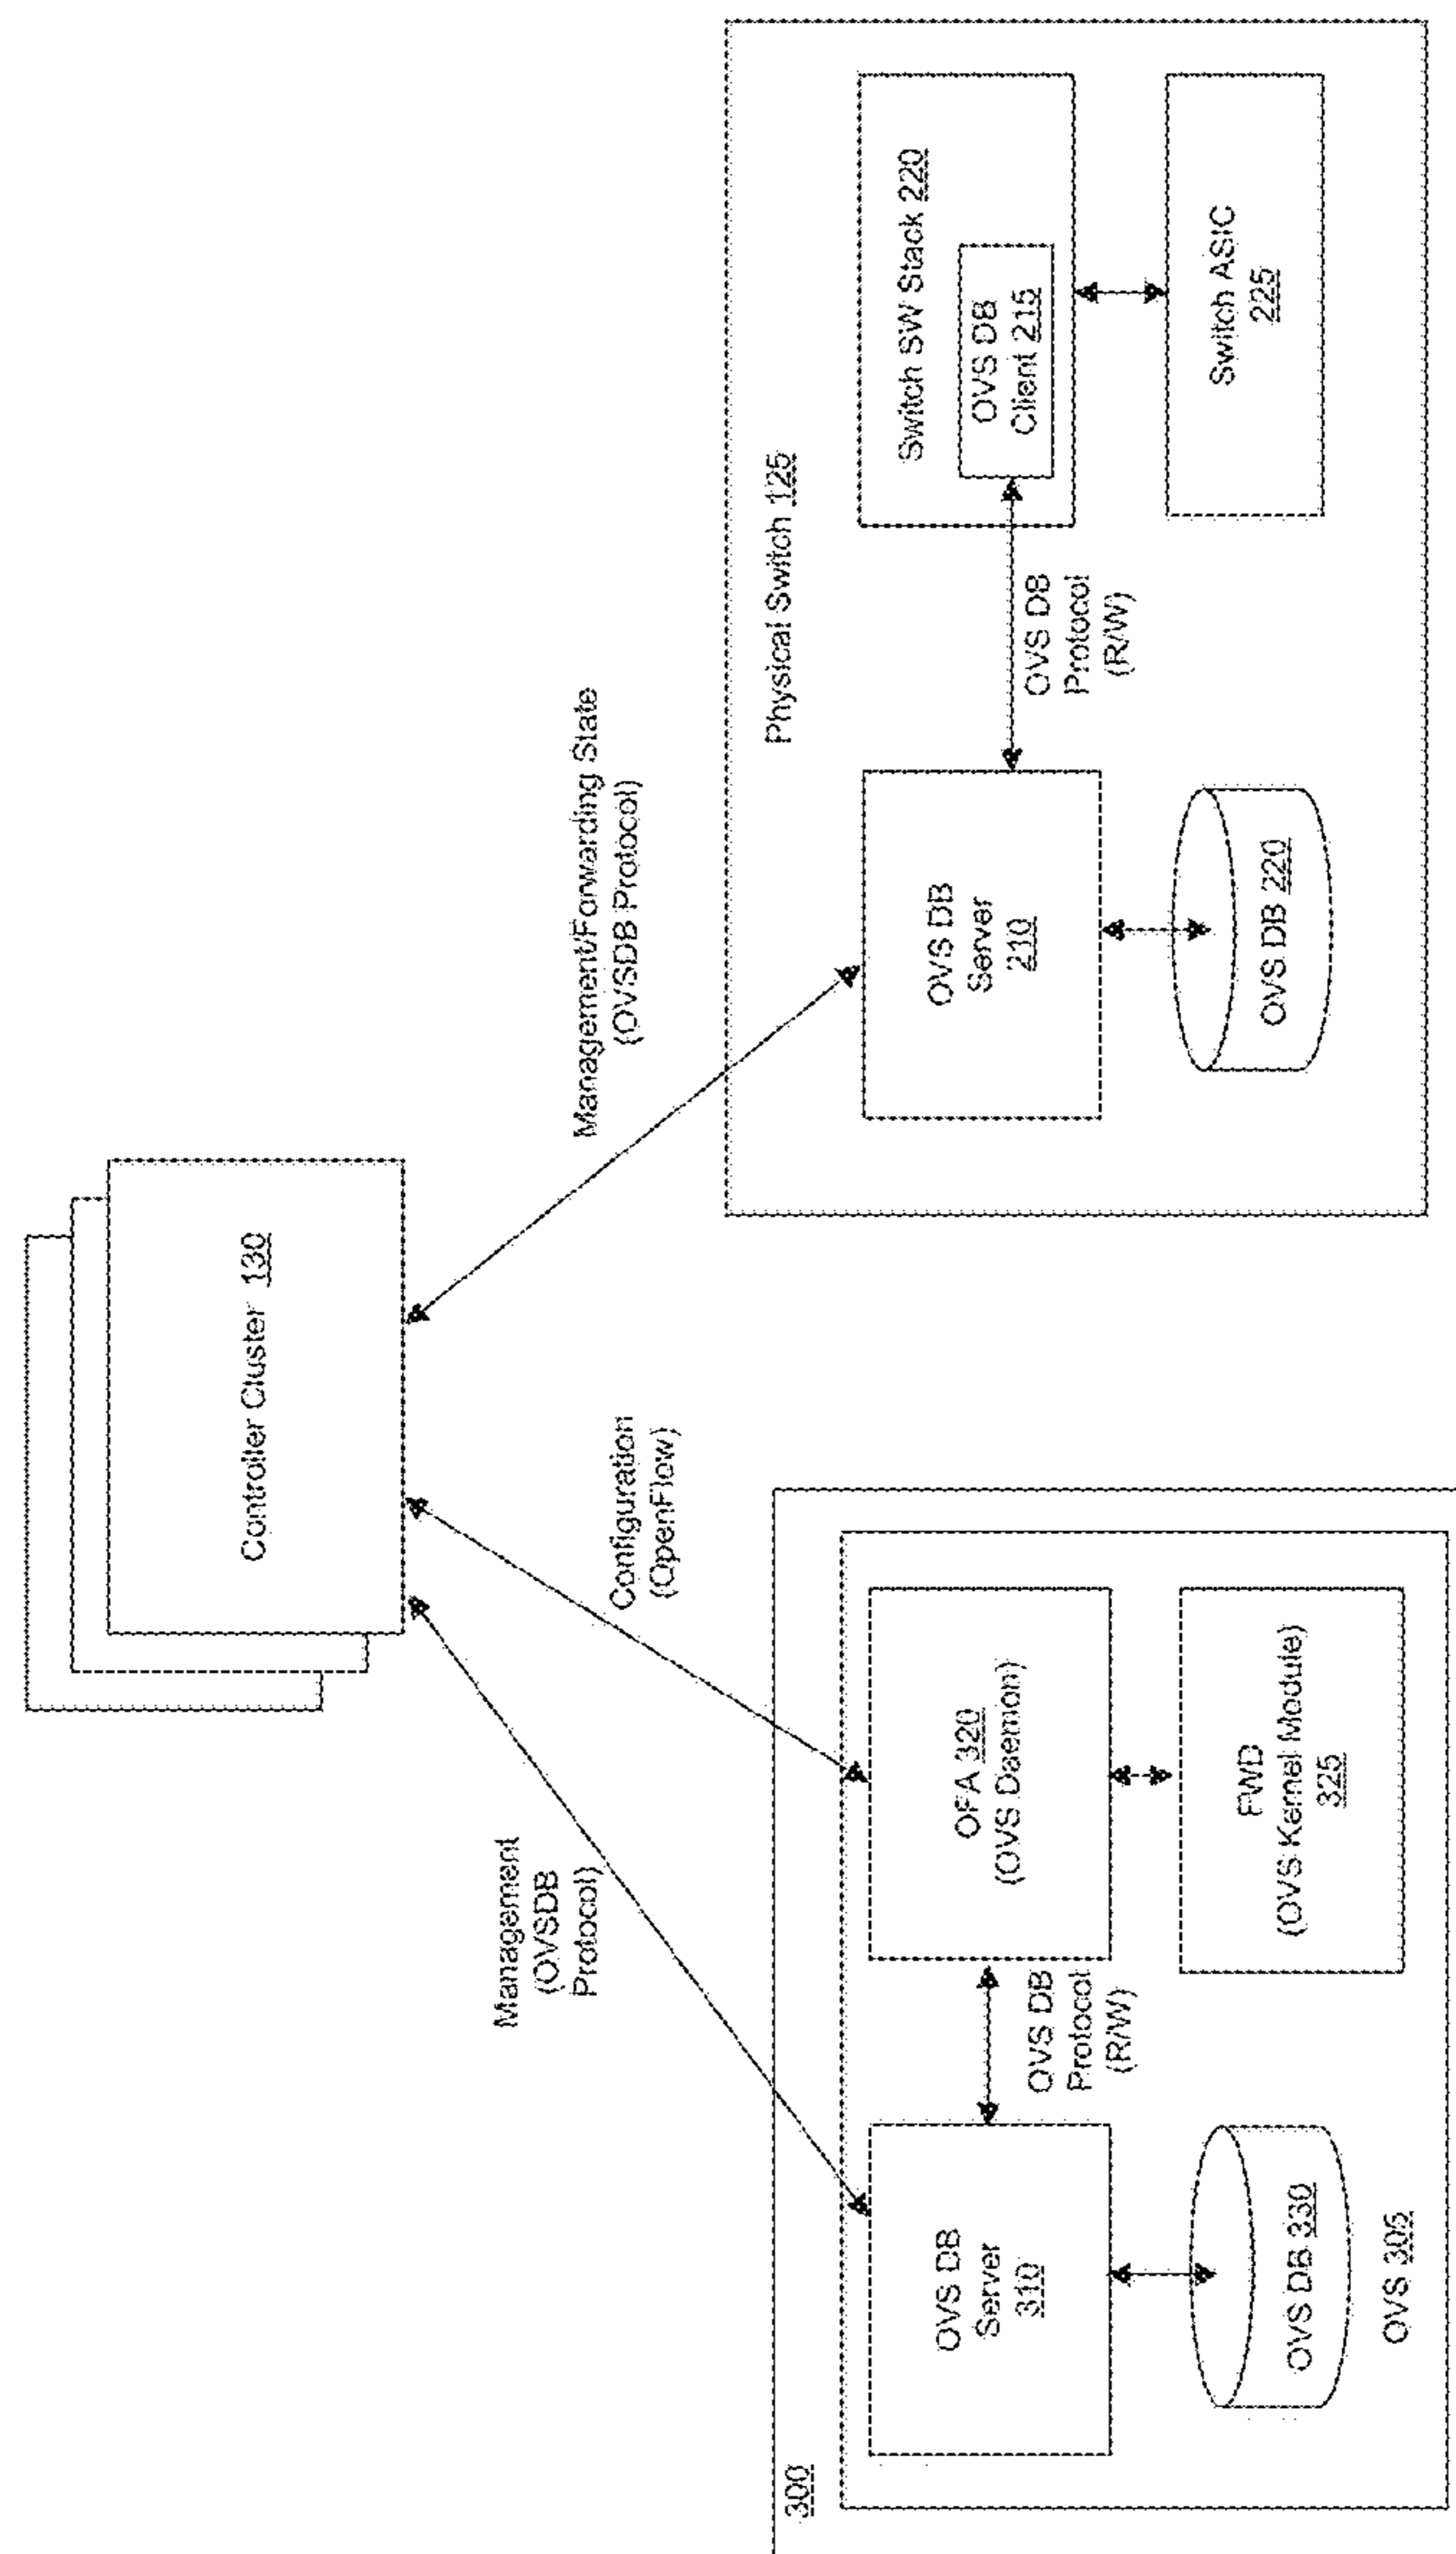 Controller Cluster 130
Management
(OVSDB
Protocol)
Configuration
(OpenFlow)
Management/Forwarding State
(OVSDB Protocol)
300
OVS DB
Server
310
OVS DB
Protocol
(R/W)
OFA 320
(OVS Daemon)
OVS DB 330
FWD
(OVS Kernel Module)
325
OVS 305
Physical Switch 125
OVS DB
Server
210
OVS DB
Protocol
(R/W)
Switch SW Stack 220
OVS DB
Client 215
OVS DB 220
Switch ASIC
225